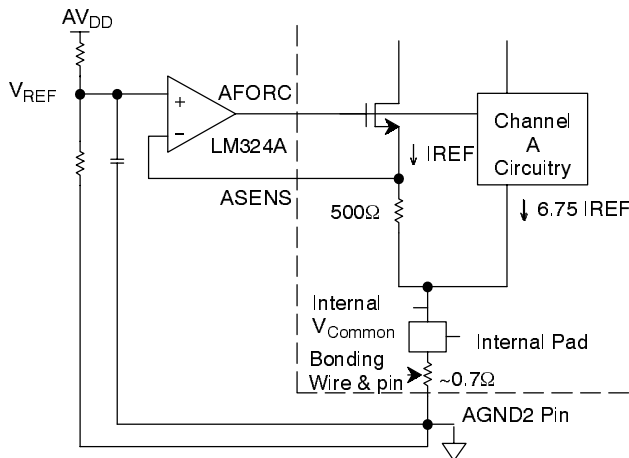 AVDD
VREF
+
−
AFORC
LM324A
ASENS
IREF
500Ω
Channel
A
Circuitry
6.75 IREF
Internal
VCommon
Internal Pad
Bonding
Wire & pin
~0.7Ω
AGND2 Pin